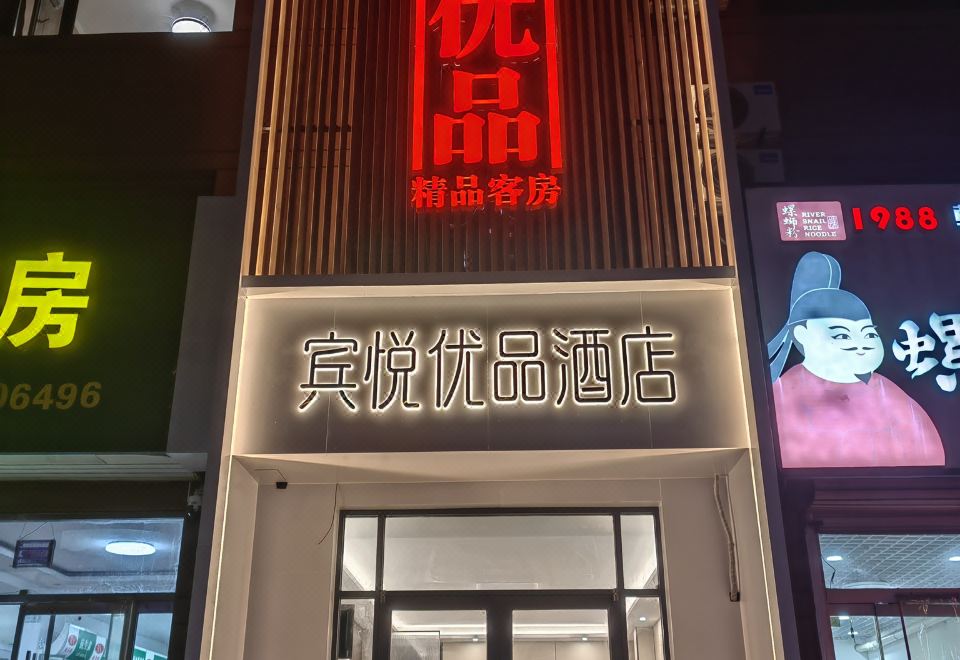 优
品
精品客房
宾悦优品酒店
房
06496
螺
蛳
粉
RIVER
SNAIL
RICE
NOODLE
1988
螺